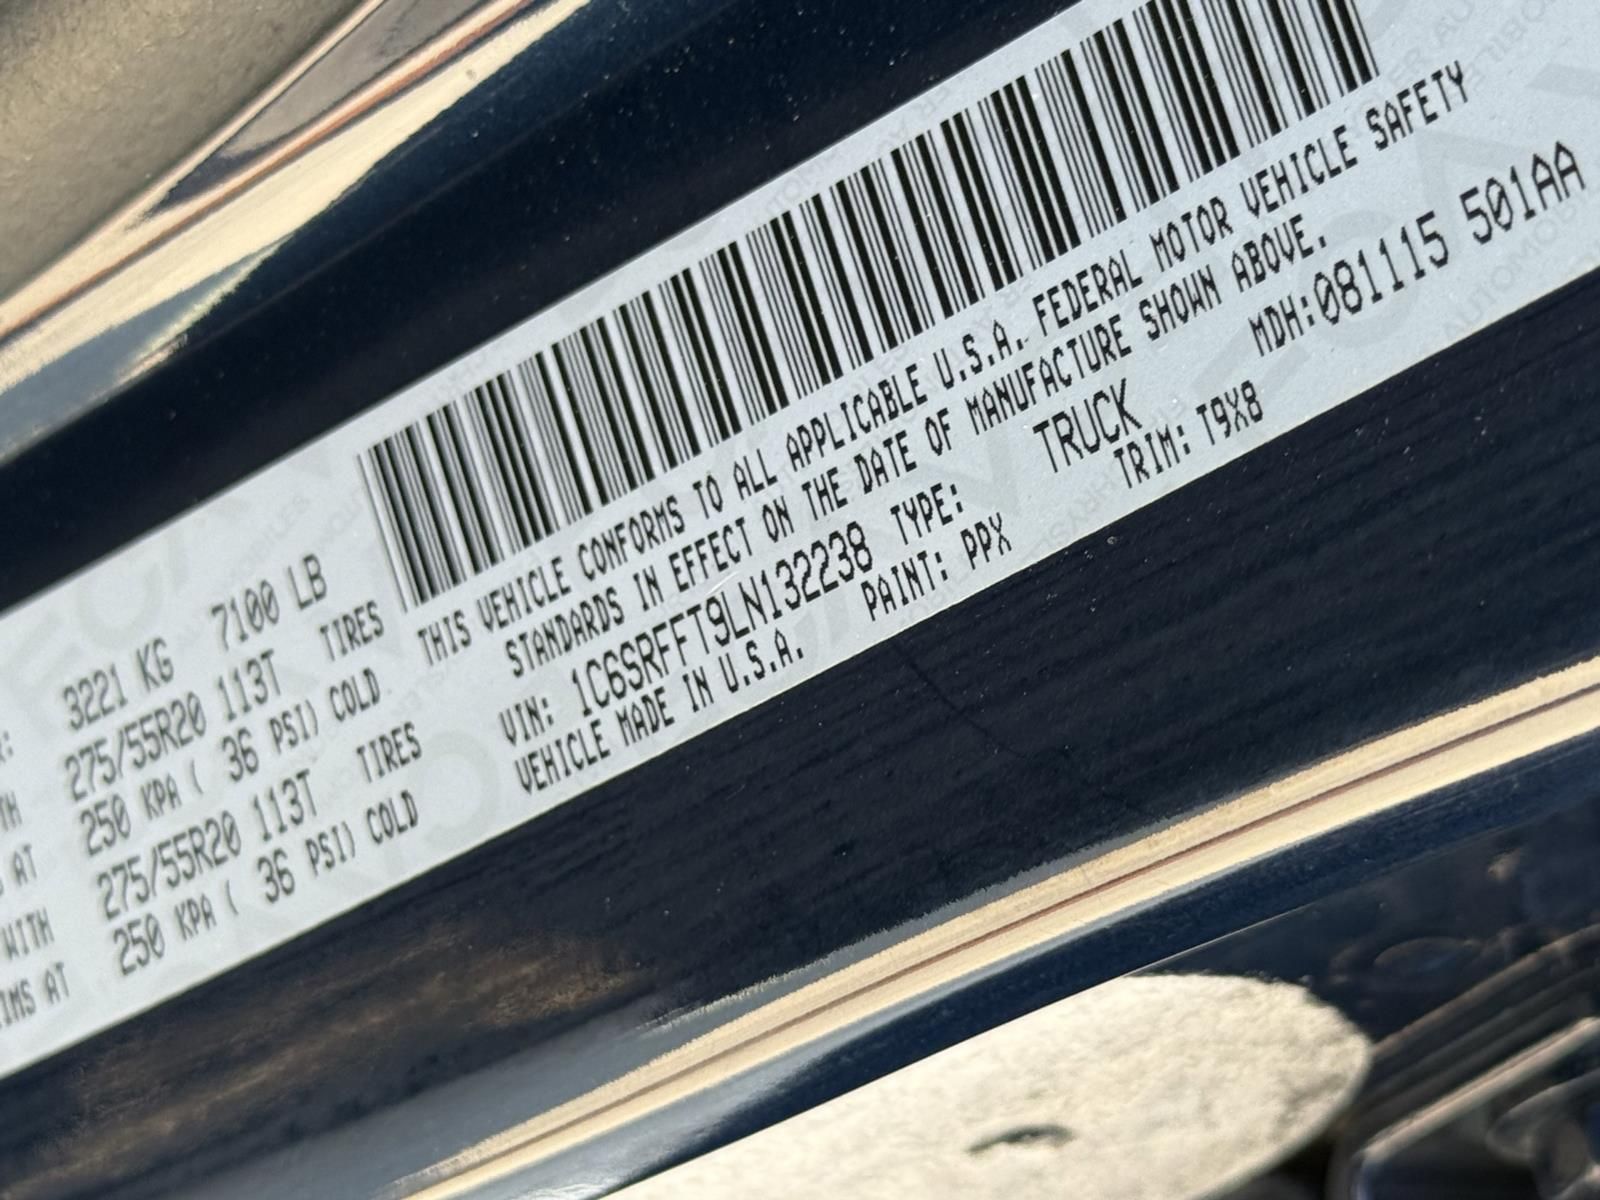 3221 KG 7100 LB
TH 275/55R20 113T TIRES
AT 250 KPA ( 36 PSI) COLD
WITH 275/55R20 113T TIRES
IMS AT 250 KPA ( 36 PSI) COLD
THIS VEHICLE CONFORMS TO ALL APPLICABLE U.S.A. FEDERAL MOTOR VEHICLE SAFETY
STANDARDS IN EFFECT ON THE DATE OF MANUFACTURE SHOWN ABOVE.
MDH:081115 501AA
VIN: 1C6SRFFT9LN132238 TYPE: TRUCK
VEHICLE MADE IN U.S.A. PAINT: PPX TRIM: T9X8